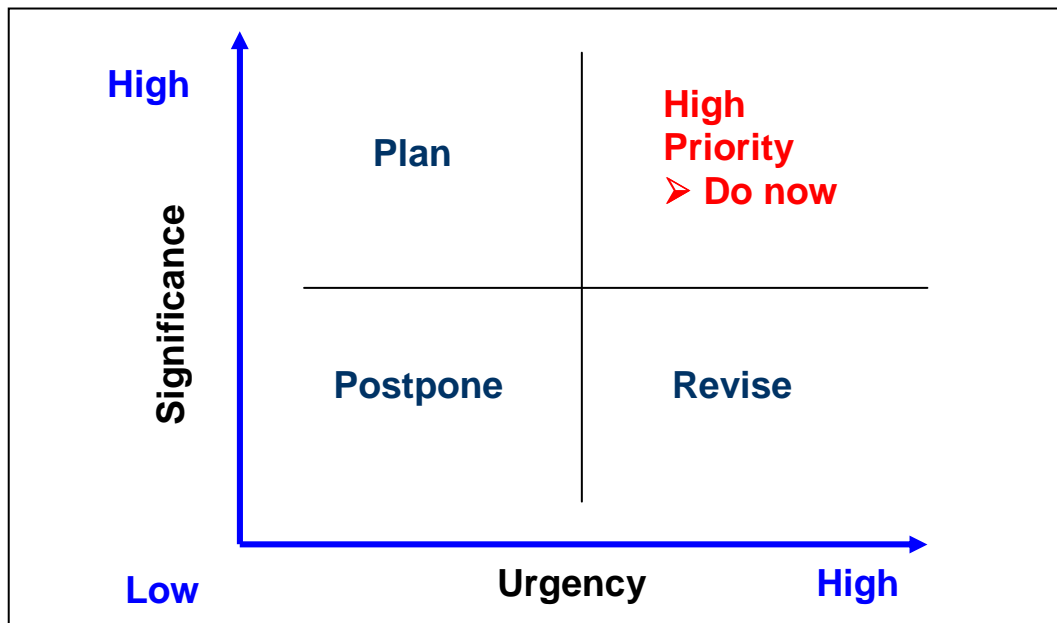 High
Plan
High
Priority
➢ Do now
Significance
Postpone
Revise
Low
Urgency
High